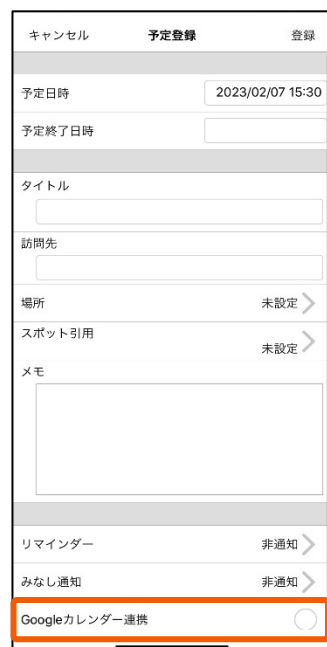 キャンセル 予定登録 登録
予定日時 2023/02/07 15:30
予定終了日時
タイトル
訪問先
場所 未設定
スポット引用
未設定
メモ
リマインダー 非通知
みなし通知 非通知
Googleカレンダー連携